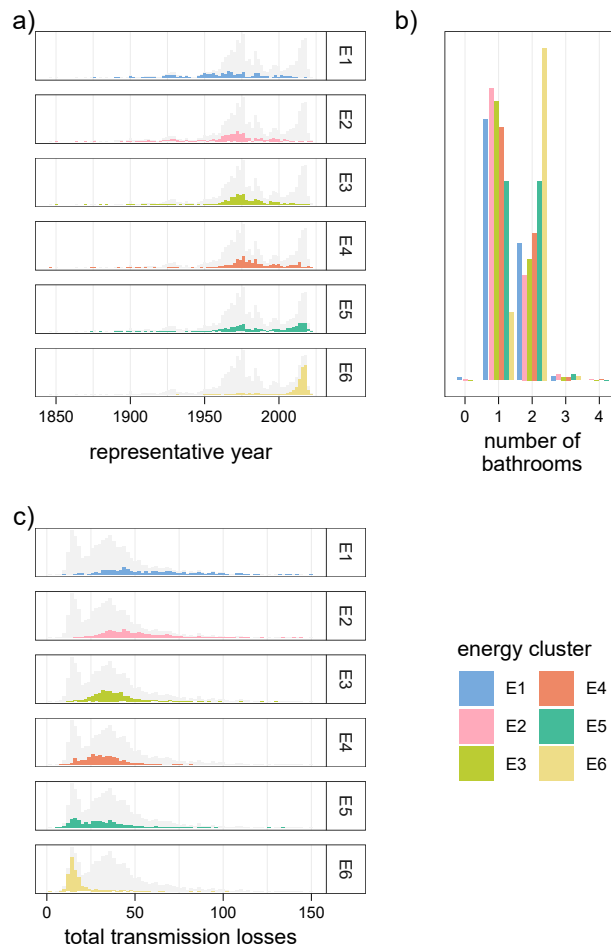 a)
E1
E2
E3
E4
E5
E6
1850 1900 1950 2000
representative year
b)
0 1 2 3 4
number of
bathrooms
c)
E1
E2
E3
E4
E5
E6
0 50 100 150
total transmission losses
energy cluster
E1 E4
E2 E5
E3 E6